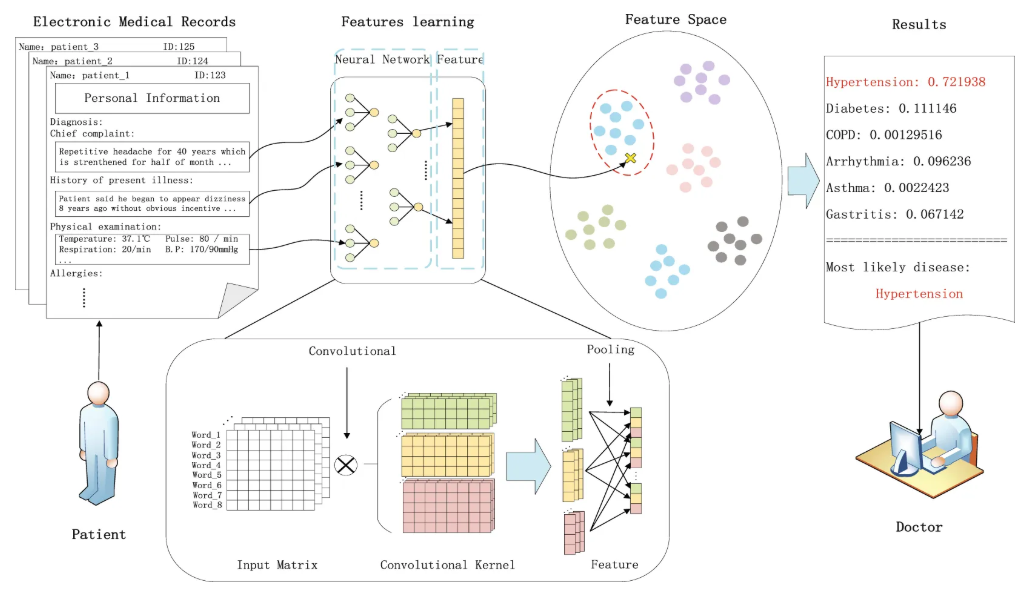 Electronic Medical Records
Features learning
Feature Space
Results
Name: patient_3 ID:125
Name: patient_2 ID:124
Name: patient_1 ID:123
Personal Information
Diagnosis:
Chief complaint:
Repetitive headache for 40 years which
is strenthened for half of month ...
History of present illness:
Patient said he began to appear dizziness
8 years ago without obvious incentive ...
Physical examination:
Temperature: 37.1℃ Pulse: 80 / min
Respiration: 20/min B.P: 170/90mmHg
...
Allergies:
Neural Network
Feature
Hypertension: 0.721938
Diabetes: 0.111146
COPD: 0.00129516
Arrhythmia: 0.096236
Asthma: 0.0022423
Gastritis: 0.067142
========================
Most likely disease:
Hypertension
Patient
Convolutional
Pooling
Word_1
Word_2
Word_3
Word_4
Word_5
Word_6
Word_7
Word_8
Input Matrix
Convolutional Kernel
Feature
Doctor